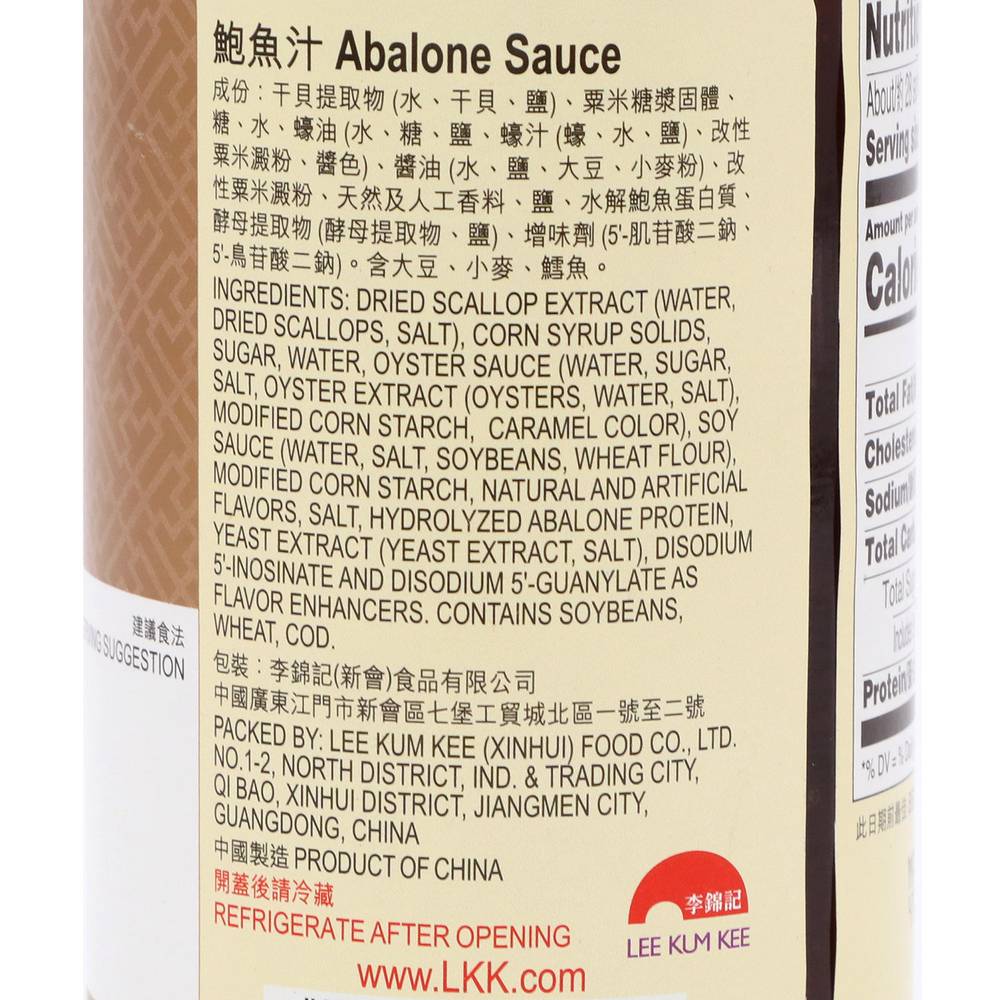 鮑魚汁 Abalone Sauce
成份：干貝提取物 (水、干貝、鹽)、粟米糖漿固體、
糖、水、蠔油 (水、糖、鹽、蠔汁 (蠔、水、鹽)、改性
粟米澱粉、醬色)、醬油 (水、鹽、大豆、小麥粉)、改
性粟米澱粉、天然及人工香料、鹽、水解鮑魚蛋白質、
酵母提取物 (酵母提取物、鹽)、增味劑 (5'-肌苷酸二鈉、
5'-鳥苷酸二鈉)。含大豆、小麥、鱈魚。
INGREDIENTS: DRIED SCALLOP EXTRACT (WATER,
DRIED SCALLOPS, SALT), CORN SYRUP SOLIDS,
SUGAR, WATER, OYSTER SAUCE (WATER, SUGAR,
SALT, OYSTER EXTRACT (OYSTERS, WATER, SALT),
MODIFIED CORN STARCH, CARAMEL COLOR), SOY
SAUCE (WATER, SALT, SOYBEANS, WHEAT FLOUR),
MODIFIED CORN STARCH, NATURAL AND ARTIFICIAL
FLAVORS, SALT, HYDROLYZED ABALONE PROTEIN,
YEAST EXTRACT (YEAST EXTRACT, SALT), DISODIUM
5'-INOSINATE AND DISODIUM 5'-GUANYLATE AS
FLAVOR ENHANCERS. CONTAINS SOYBEANS,
WHEAT, COD.
包裝：李錦記(新會)食品有限公司
中國廣東江門市新會區七堡工貿城北區一號至二號
PACKED BY: LEE KUM KEE (XINHUI) FOOD CO., LTD.
NO.1-2, NORTH DISTRICT, IND. & TRADING CITY,
QI BAO, XINHUI DISTRICT, JIANGMEN CITY,
GUANGDONG, CHINA
中國製造 PRODUCT OF CHINA
開蓋後請冷藏
REFRIGERATE AFTER OPENING
www.LKK.com
李錦記
LEE KUM KEE
建議食法
SUGGESTION
About
Serving
Amount per
Total
Sodium
Total
Total
Protein
*% DV = %
此日期前最佳